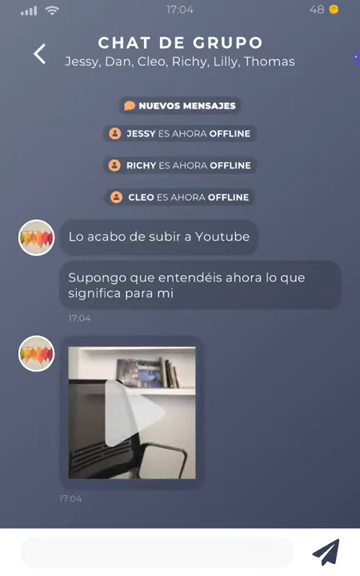 17:04
48
CHAT DE GRUPO
Jessy, Dan, Cleo, Richy, Lilly, Thomas
NUEVOS MENSAJES
JESSY ES AHORA OFFLINE
RICHY ES AHORA OFFLINE
CLEO ES AHORA OFFLINE
Lo acabo de subir a Youtube
Supongo que entendéis ahora lo que
significa para mi
17:04
17:04